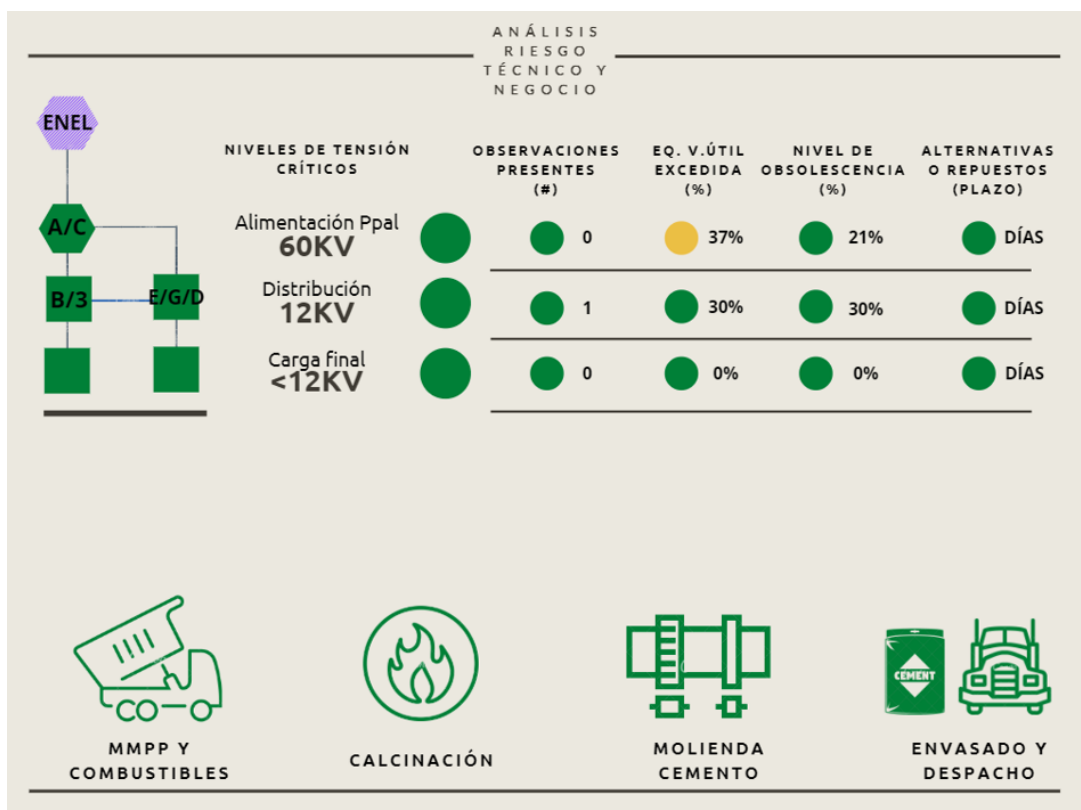 ANÁLISIS
RIESGO
TÉCNICO Y
NEGOCIO
ENEL
A/C
B/3
E/G/D
NIVELES DE TENSIÓN
CRÍTICOS
OBSERVACIONES
PRESENTES
(#)
EQ. V.ÚTIL
EXCEDIDA
(%)
NIVEL DE
OBSOLESCENCIA
(%)
ALTERNATIVAS
O REPUESTOS
(PLAZO)
Alimentación Ppal
60KV
0
37%
21%
DÍAS
Distribución
12KV
1
30%
30%
DÍAS
Carga final
<12KV
0
0%
0%
DÍAS
MMPP Y
COMBUSTIBLES
CALCINACIÓN
MOLIENDA
CEMENTO
CEMENT
ENVASADO Y
DESPACHO